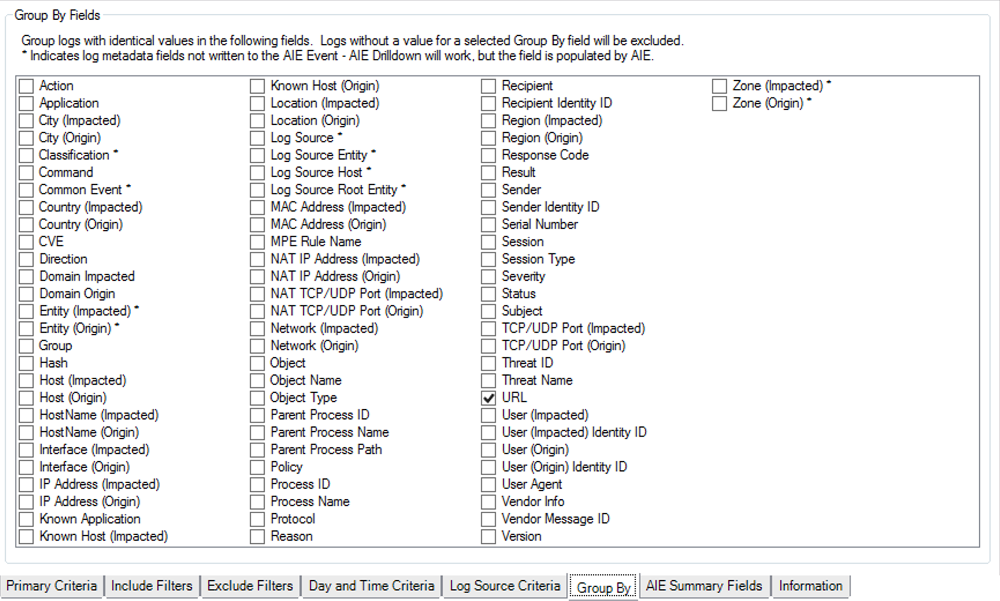 Group By Fields
Group logs with identical values in the following fields.  Logs without a value for a selected Group By field will be excluded.
* Indicates log metadata fields not written to the AIE Event - AIE Drilldown will work, but the field is populated by AIE.
Action
Application
City (Impacted)
City (Origin)
Classification *
Command
Common Event *
Country (Impacted)
Country (Origin)
CVE
Direction
Domain Impacted
Domain Origin
Entity (Impacted) *
Entity (Origin) *
Group
Hash
Host (Impacted)
Host (Origin)
HostName (Impacted)
HostName (Origin)
Interface (Impacted)
Interface (Origin)
IP Address (Impacted)
IP Address (Origin)
Known Application
Known Host (Impacted)
Known Host (Origin)
Location (Impacted)
Location (Origin)
Log Source *
Log Source Entity *
Log Source Host *
Log Source Root Entity *
MAC Address (Impacted)
MAC Address (Origin)
MPE Rule Name
NAT IP Address (Impacted)
NAT IP Address (Origin)
NAT TCP/UDP Port (Impacted)
NAT TCP/UDP Port (Origin)
Network (Impacted)
Network (Origin)
Object
Object Name
Object Type
Parent Process ID
Parent Process Name
Parent Process Path
Policy
Process ID
Process Name
Protocol
Reason
Recipient
Recipient Identity ID
Region (Impacted)
Region (Origin)
Response Code
Result
Sender
Sender Identity ID
Serial Number
Session
Session Type
Severity
Status
Subject
TCP/UDP Port (Impacted)
TCP/UDP Port (Origin)
Threat ID
Threat Name
URL
User (Impacted)
User (Impacted) Identity ID
User (Origin)
User (Origin) Identity ID
User Agent
Vendor Info
Vendor Message ID
Version
Zone (Impacted) *
Zone (Origin) *
Primary Criteria
Include Filters
Exclude Filters
Day and Time Criteria
Log Source Criteria
Group By
AIE Summary Fields
Information